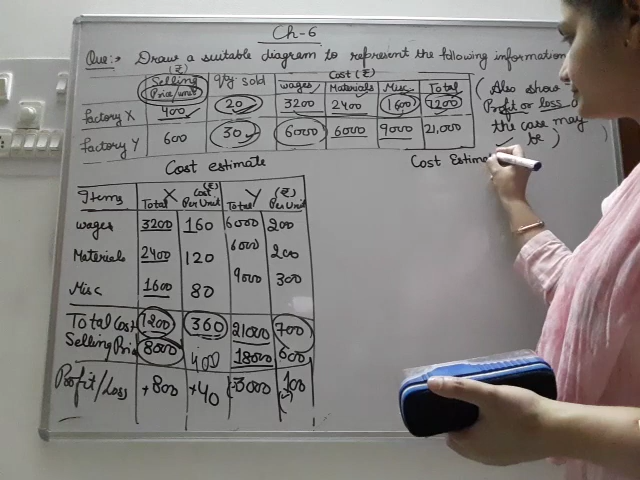 Ch-6
Que:- Draw a suitable diagram to represent the following information
(₹) Selling Price/unit qty. sold Cost (₹) wages Materials Misc. Total
Factory X 400 20 3200 2400 1600 7200
Factory Y 600 30 6000 6000 9000 21,000
(Also show
Profit or loss
the case may
be)
Cost estimate
Items X Total Cost (₹) Per Unit Y Total (₹) Per Unit
wages 3200 160 6000 200
Materials 2400 120 6000 200
Misc 1600 80 9000 300
Total Cost 7200 360 21000 700
Selling Price 8000 400 18000 600
Profit/Loss +800 +40 (-3000 100 (-)
Cost Estima